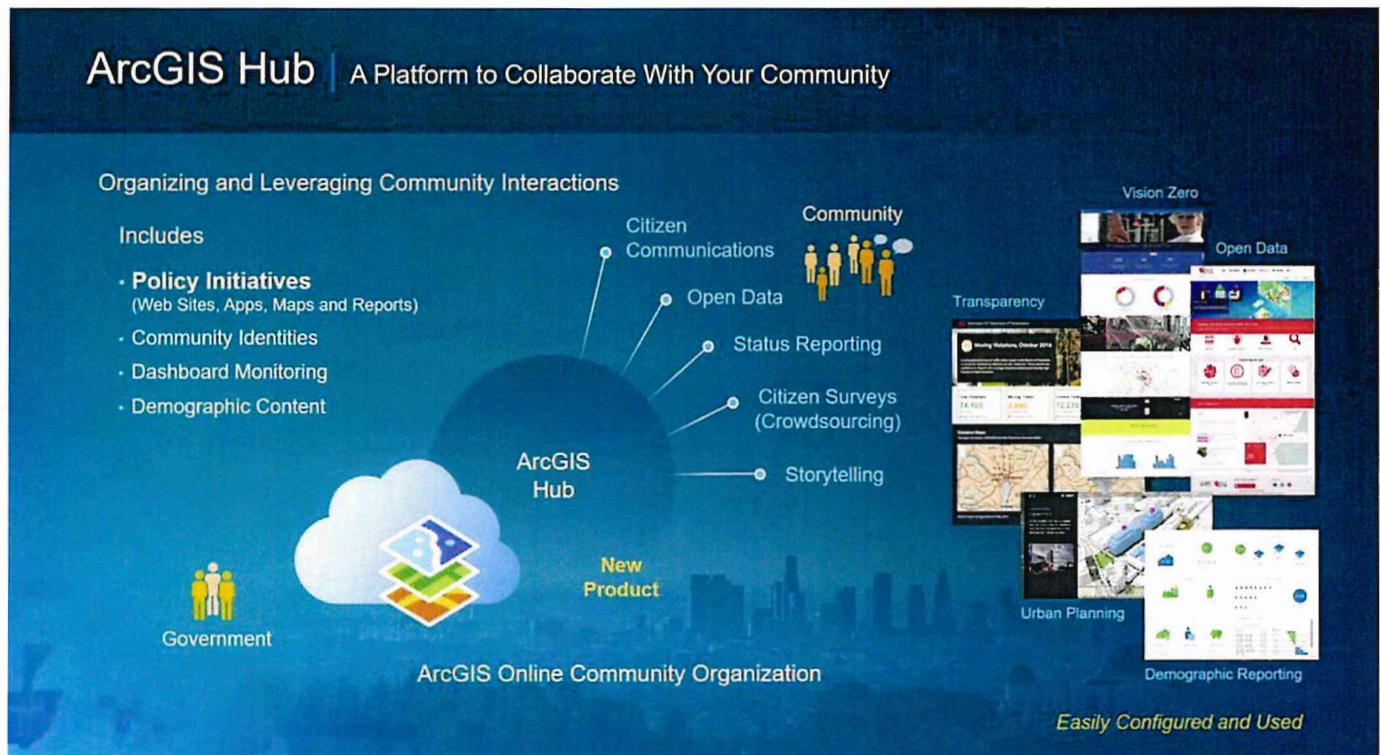 ArcGIS Hub | A Platform to Collaborate With Your Community
Organizing and Leveraging Community Interactions
Includes
• Policy Initiatives
(Web Sites, Apps, Maps and Reports)
• Community Identities
• Dashboard Monitoring
• Demographic Content
Citizen
Communications
Community
Open Data
Status Reporting
Citizen Surveys
(Crowdsourcing)
Storytelling
ArcGIS
Hub
New
Product
Government
ArcGIS Online Community Organization
Vision Zero
Open Data
Transparency
Moving Violations, October 2016
Urban Planning
Demographic Reporting
Easily Configured and Used